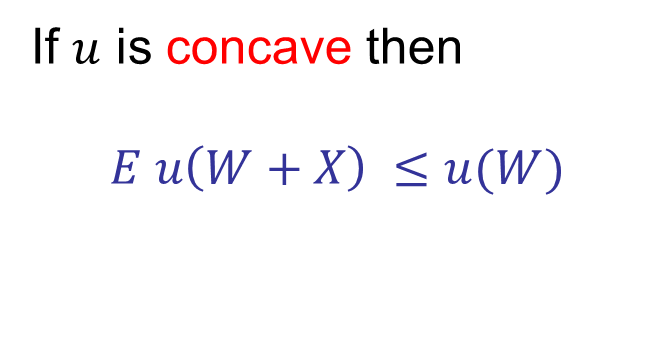 If 𝑢 is concave then
𝐸 𝑢(𝑊 + 𝑋) ≤ 𝑢(𝑊)